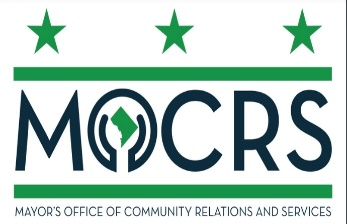 MOCRS
MAYOR'S OFFICE OF COMMUNITY RELATIONS AND SERVICES